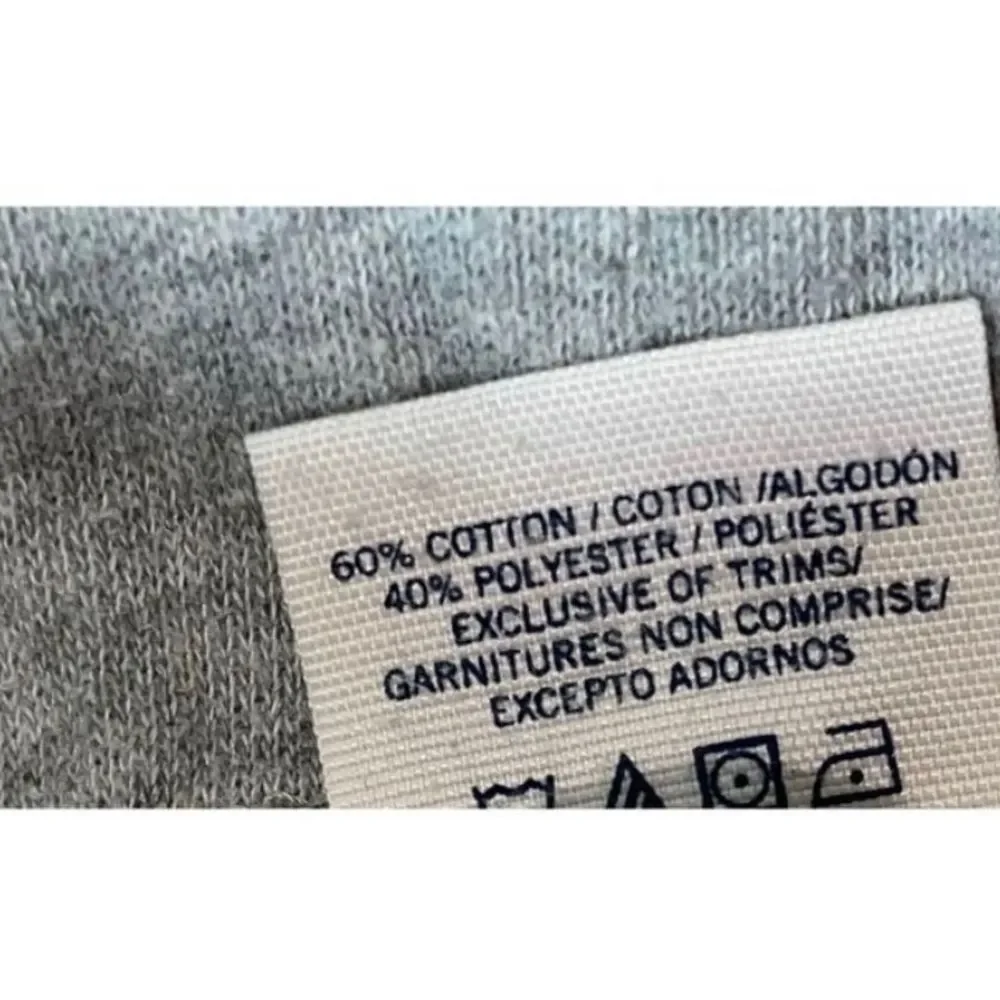 60% COTTON / COTON /ALGODÓN
40% POLYESTER / POLIÉSTER
EXCLUSIVE OF TRIMS/
GARNITURES NON COMPRISE/
EXCEPTO ADORNOS